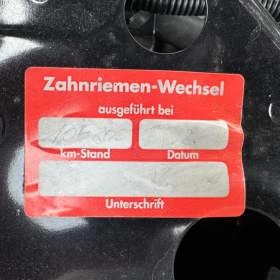 Zahnriemen-Wechsel
ausgeführt bei
km-Stand Datum
Unterschrift